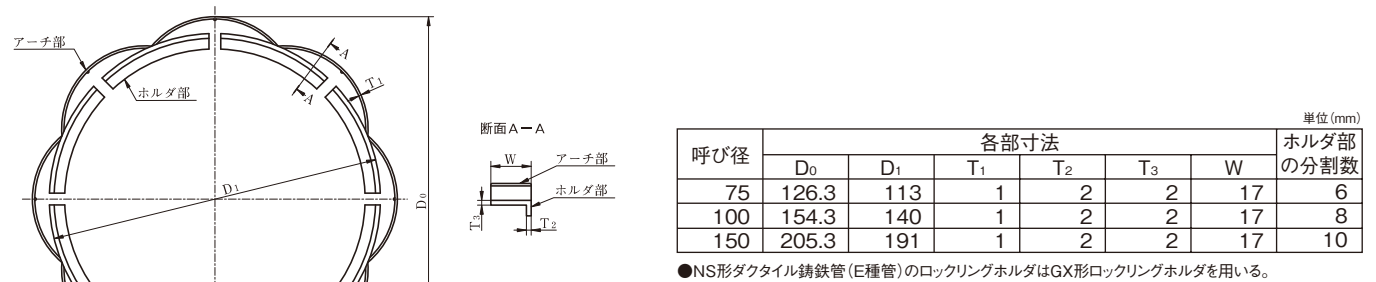 アーチ部
ホルダ部
A
A
T1
D1
D0
断面A－A
W
アーチ部
ホルダ部
T3
T2
単位(mm)
呼び径 各部寸法 ホルダ部の分割数
D0 D1 T1 T2 T3 W
75 126.3 113 1 2 2 17 6
100 154.3 140 1 2 2 17 8
150 205.3 191 1 2 2 17 10
●NS形ダクタイル鋳鉄管(E種管)のロックリングホルダはGX形ロックリングホルダを用いる。